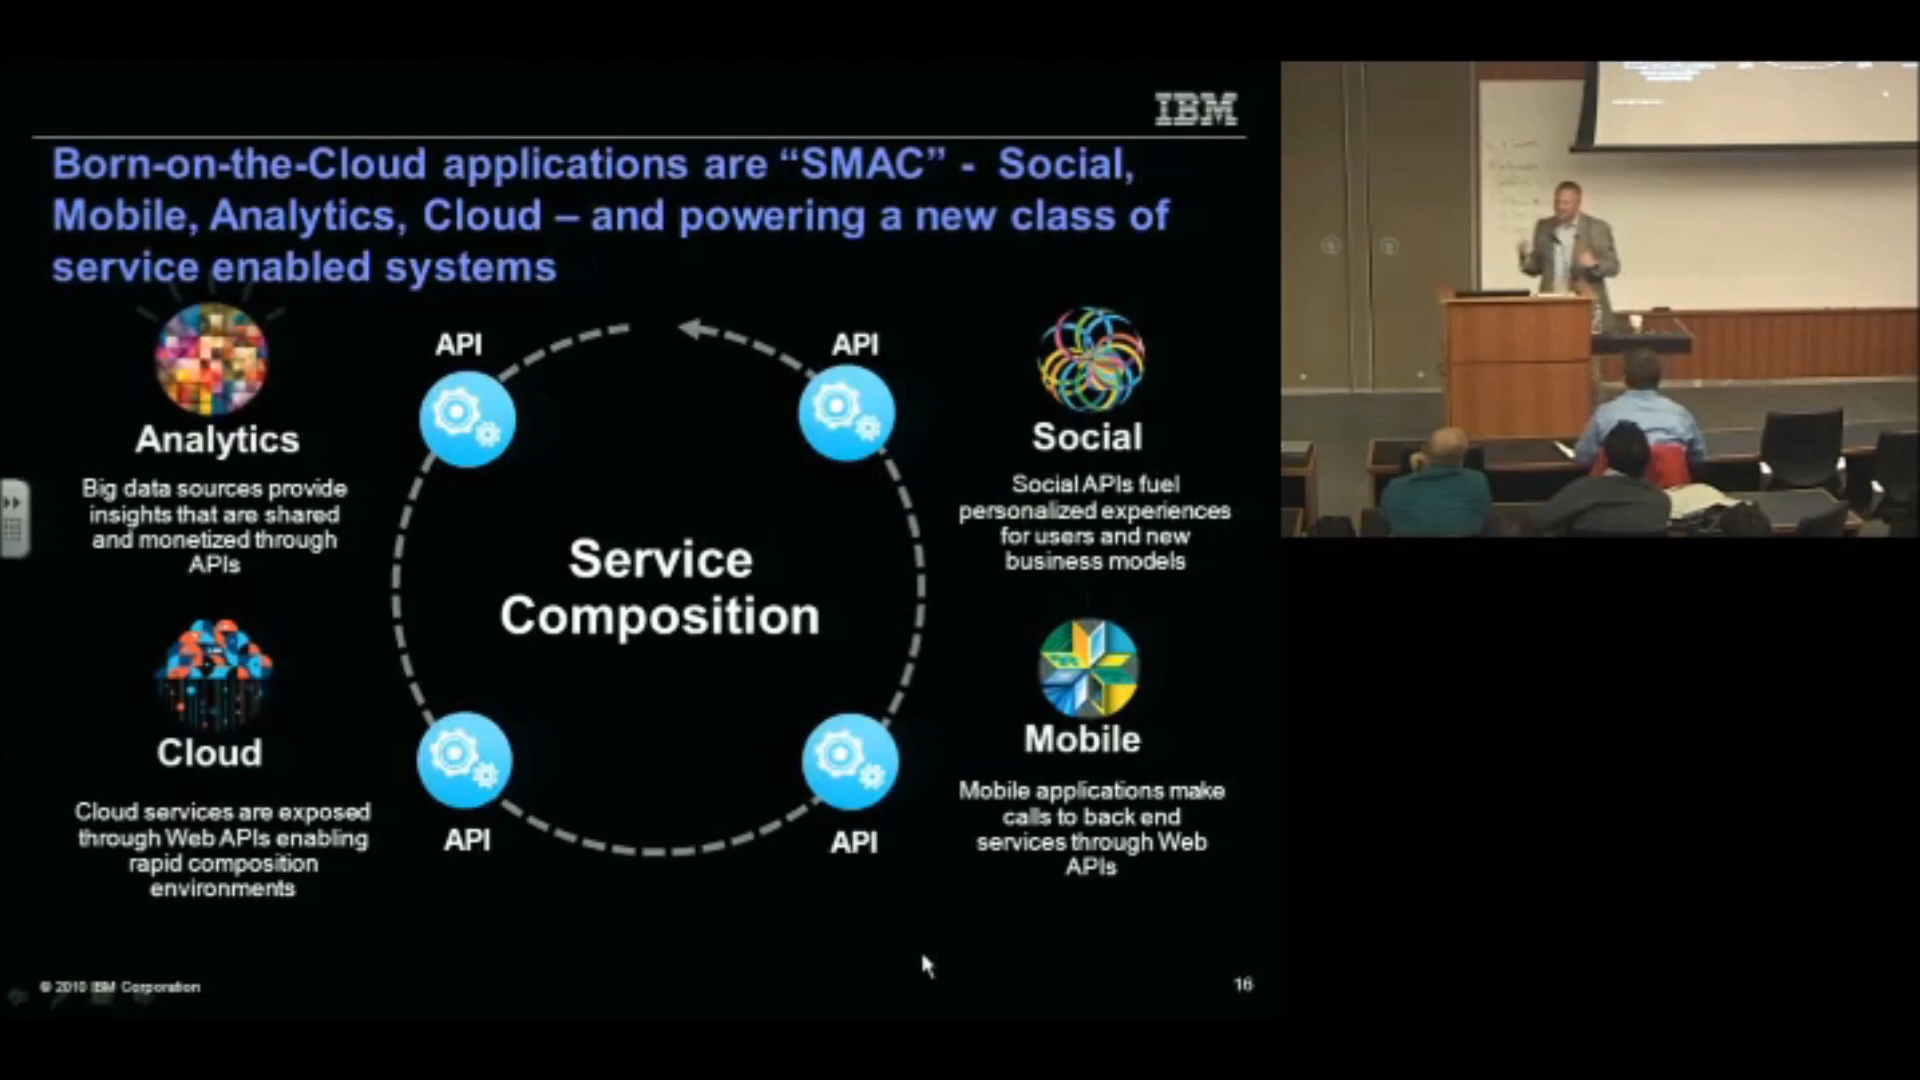 IBM
Born-on-the-Cloud applications are “SMAC” - Social,
Mobile, Analytics, Cloud – and powering a new class of
service enabled systems
API
API
Analytics
Big data sources provide
insights that are shared
and monetized through
APIs
Social
Social APIs fuel
personalized experiences
for users and new
business models
Service
Composition
Cloud
Cloud services are exposed
through Web APIs enabling
rapid composition
environments
Mobile
Mobile applications make
calls to back end
services through Web
APIs
API
API
© 2010 IBM Corporation
16